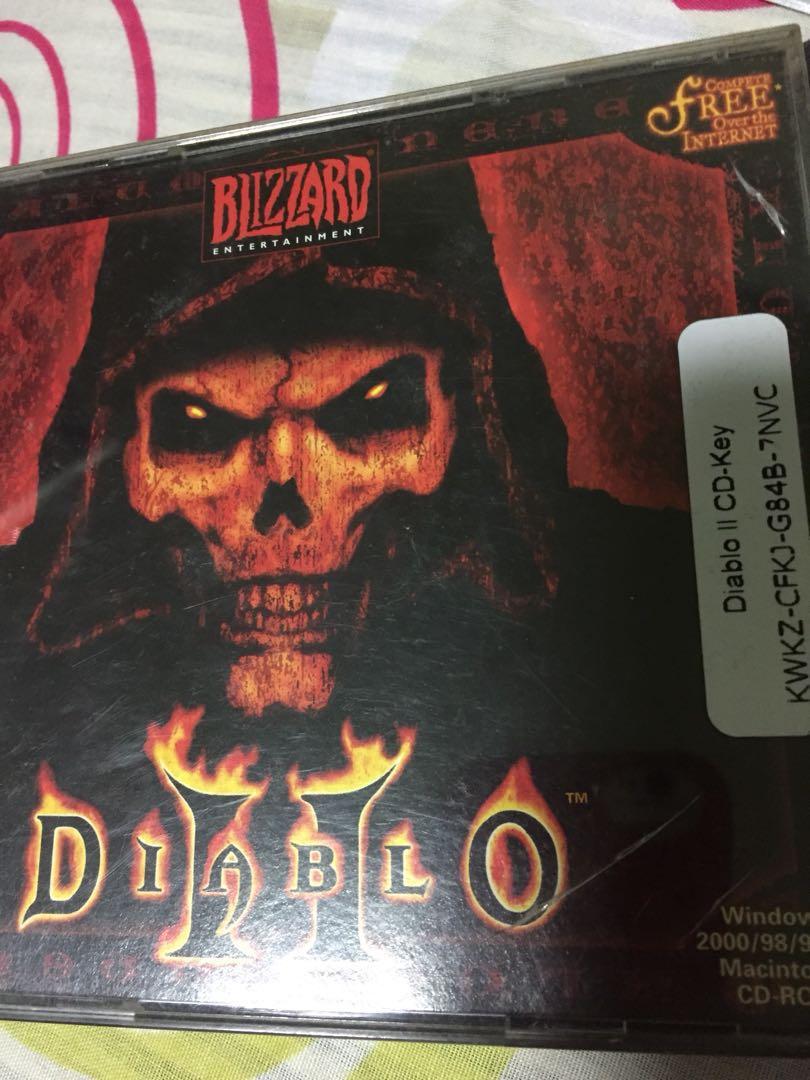 COMPETE
FREE*
Over the
INTERNET
BLIZZARD®
ENTERTAINMENT
Diablo II CD-Key
KWKZ-CFKJ-G84B-7NVC
DIABLO II™
Window
2000/98/9
Macinto
CD-RO